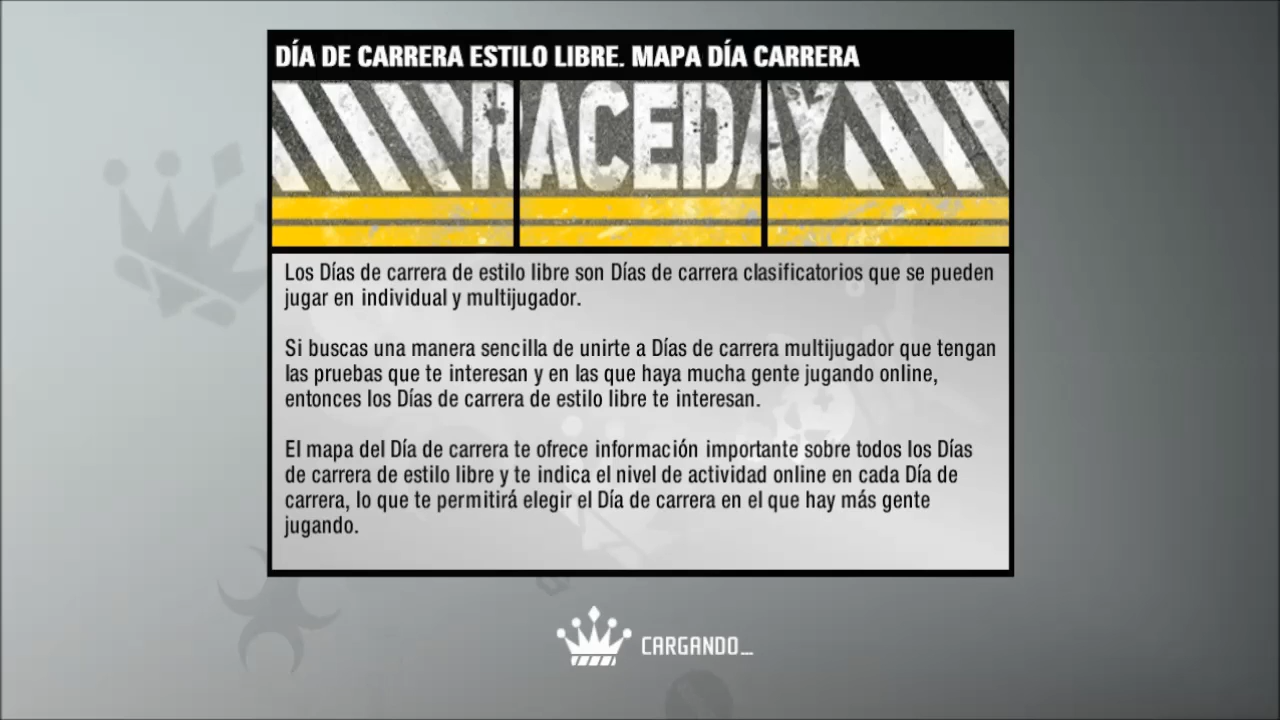 DÍA DE CARRERA ESTILO LIBRE. MAPA DÍA CARRERA
RACEDAY
Los Días de carrera de estilo libre son Días de carrera clasificatorios que se pueden
jugar en individual y multijugador.
Si buscas una manera sencilla de unirte a Días de carrera multijugador que tengan
las pruebas que te interesan y en las que haya mucha gente jugando online,
entonces los Días de carrera de estilo libre te interesan.
El mapa del Día de carrera te ofrece información importante sobre todos los Días
de carrera de estilo libre y te indica el nivel de actividad online en cada Día de
carrera, lo que te permitirá elegir el Día de carrera en el que hay más gente
jugando.
CARGANDO...